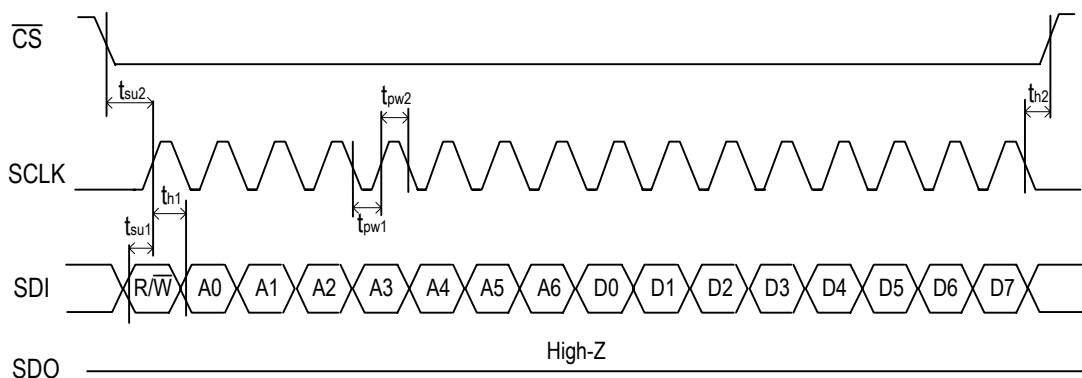 C̅S̅
tsu2
tpw2
th2
SCLK
th1
tsu1
tpw1
SDI R/W̅ A0 A1 A2 A3 A4 A5 A6 D0 D1 D2 D3 D4 D5 D6 D7
High-Z
SDO